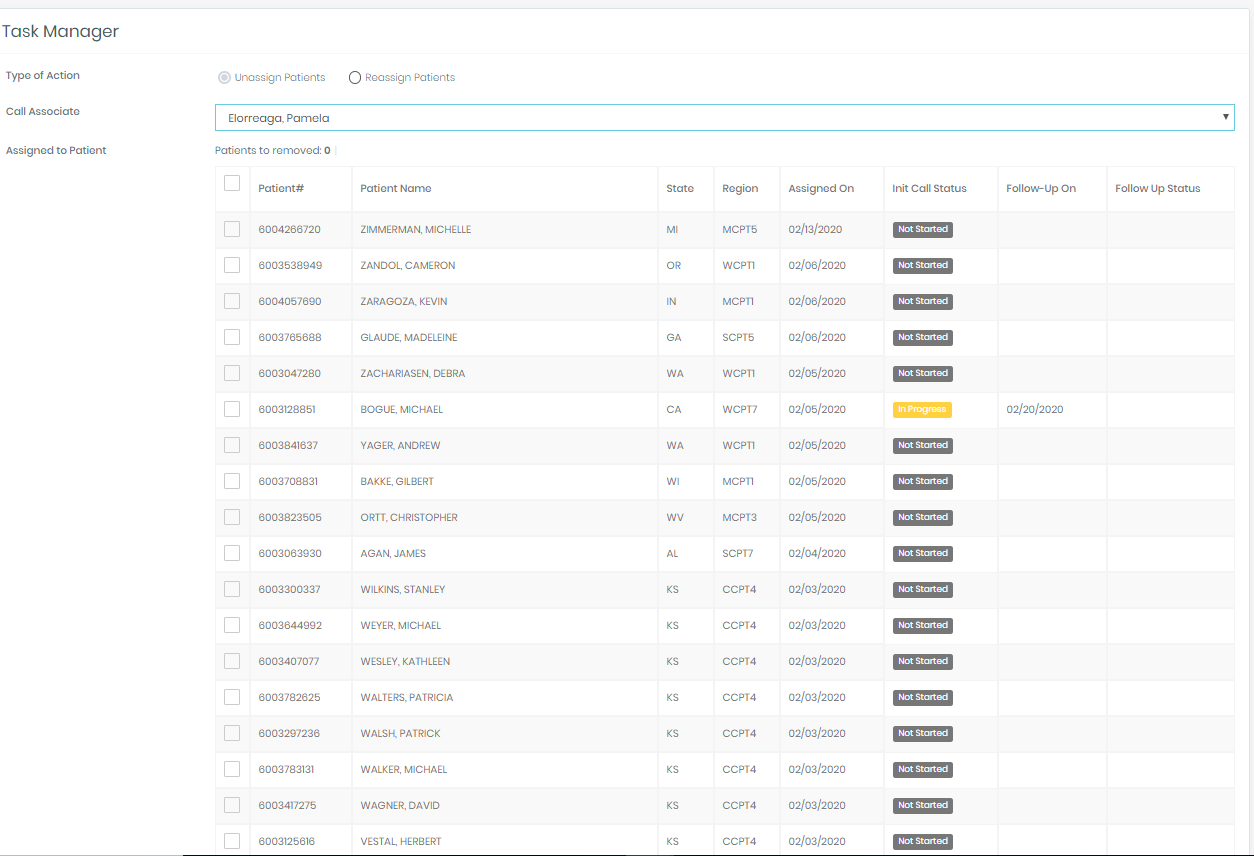 Task Manager
Type of Action Unassign Patients Reassign Patients
Call Associate Elorreaga, Pamela
Assigned to Patient Patients to removed: 0
Patient# Patient Name State Region Assigned On Init Call Status Follow-Up On Follow Up Status
6004266720 ZIMMERMAN, MICHELLE MI MCPT5 02/13/2020 Not Started
6003538949 ZANDOL, CAMERON OR WCPT1 02/06/2020 Not Started
6004057690 ZARAGOZA, KEVIN IN MCPT1 02/06/2020 Not Started
6003765688 GLAUDE, MADELEINE GA SCPT5 02/06/2020 Not Started
6003047280 ZACHARIASEN, DEBRA WA WCPT1 02/05/2020 Not Started
6003128851 BOGUE, MICHAEL CA WCPT7 02/05/2020 In Progress 02/20/2020
6003841637 YAGER, ANDREW WA WCPT1 02/05/2020 Not Started
6003708831 BAKKE, GILBERT WI MCPT1 02/05/2020 Not Started
6003823505 ORTT, CHRISTOPHER WV MCPT3 02/05/2020 Not Started
6003063930 AGAN, JAMES AL SCPT7 02/04/2020 Not Started
6003300337 WILKINS, STANLEY KS CCPT4 02/03/2020 Not Started
6003644992 WEYER, MICHAEL KS CCPT4 02/03/2020 Not Started
6003407077 WESLEY, KATHLEEN KS CCPT4 02/03/2020 Not Started
6003782625 WALTERS, PATRICIA KS CCPT4 02/03/2020 Not Started
6003297236 WALSH, PATRICK KS CCPT4 02/03/2020 Not Started
6003783131 WALKER, MICHAEL KS CCPT4 02/03/2020 Not Started
6003417275 WAGNER, DAVID KS CCPT4 02/03/2020 Not Started
6003125616 VESTAL, HERBERT KS CCPT4 02/03/2020 Not Started